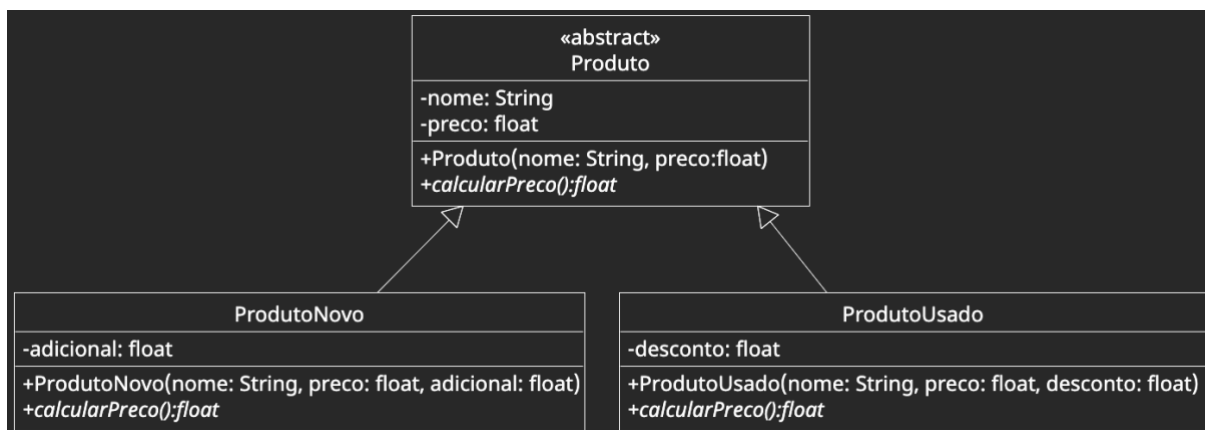 «abstract»
Produto
-nome: String
-preco: float
+Produto(nome: String, preco:float)
+calcularPreco():float
ProdutoNovo
-adicional: float
+ProdutoNovo(nome: String, preco: float, adicional: float)
+calcularPreco():float
ProdutoUsado
-desconto: float
+ProdutoUsado(nome: String, preco: float, desconto: float)
+calcularPreco():float